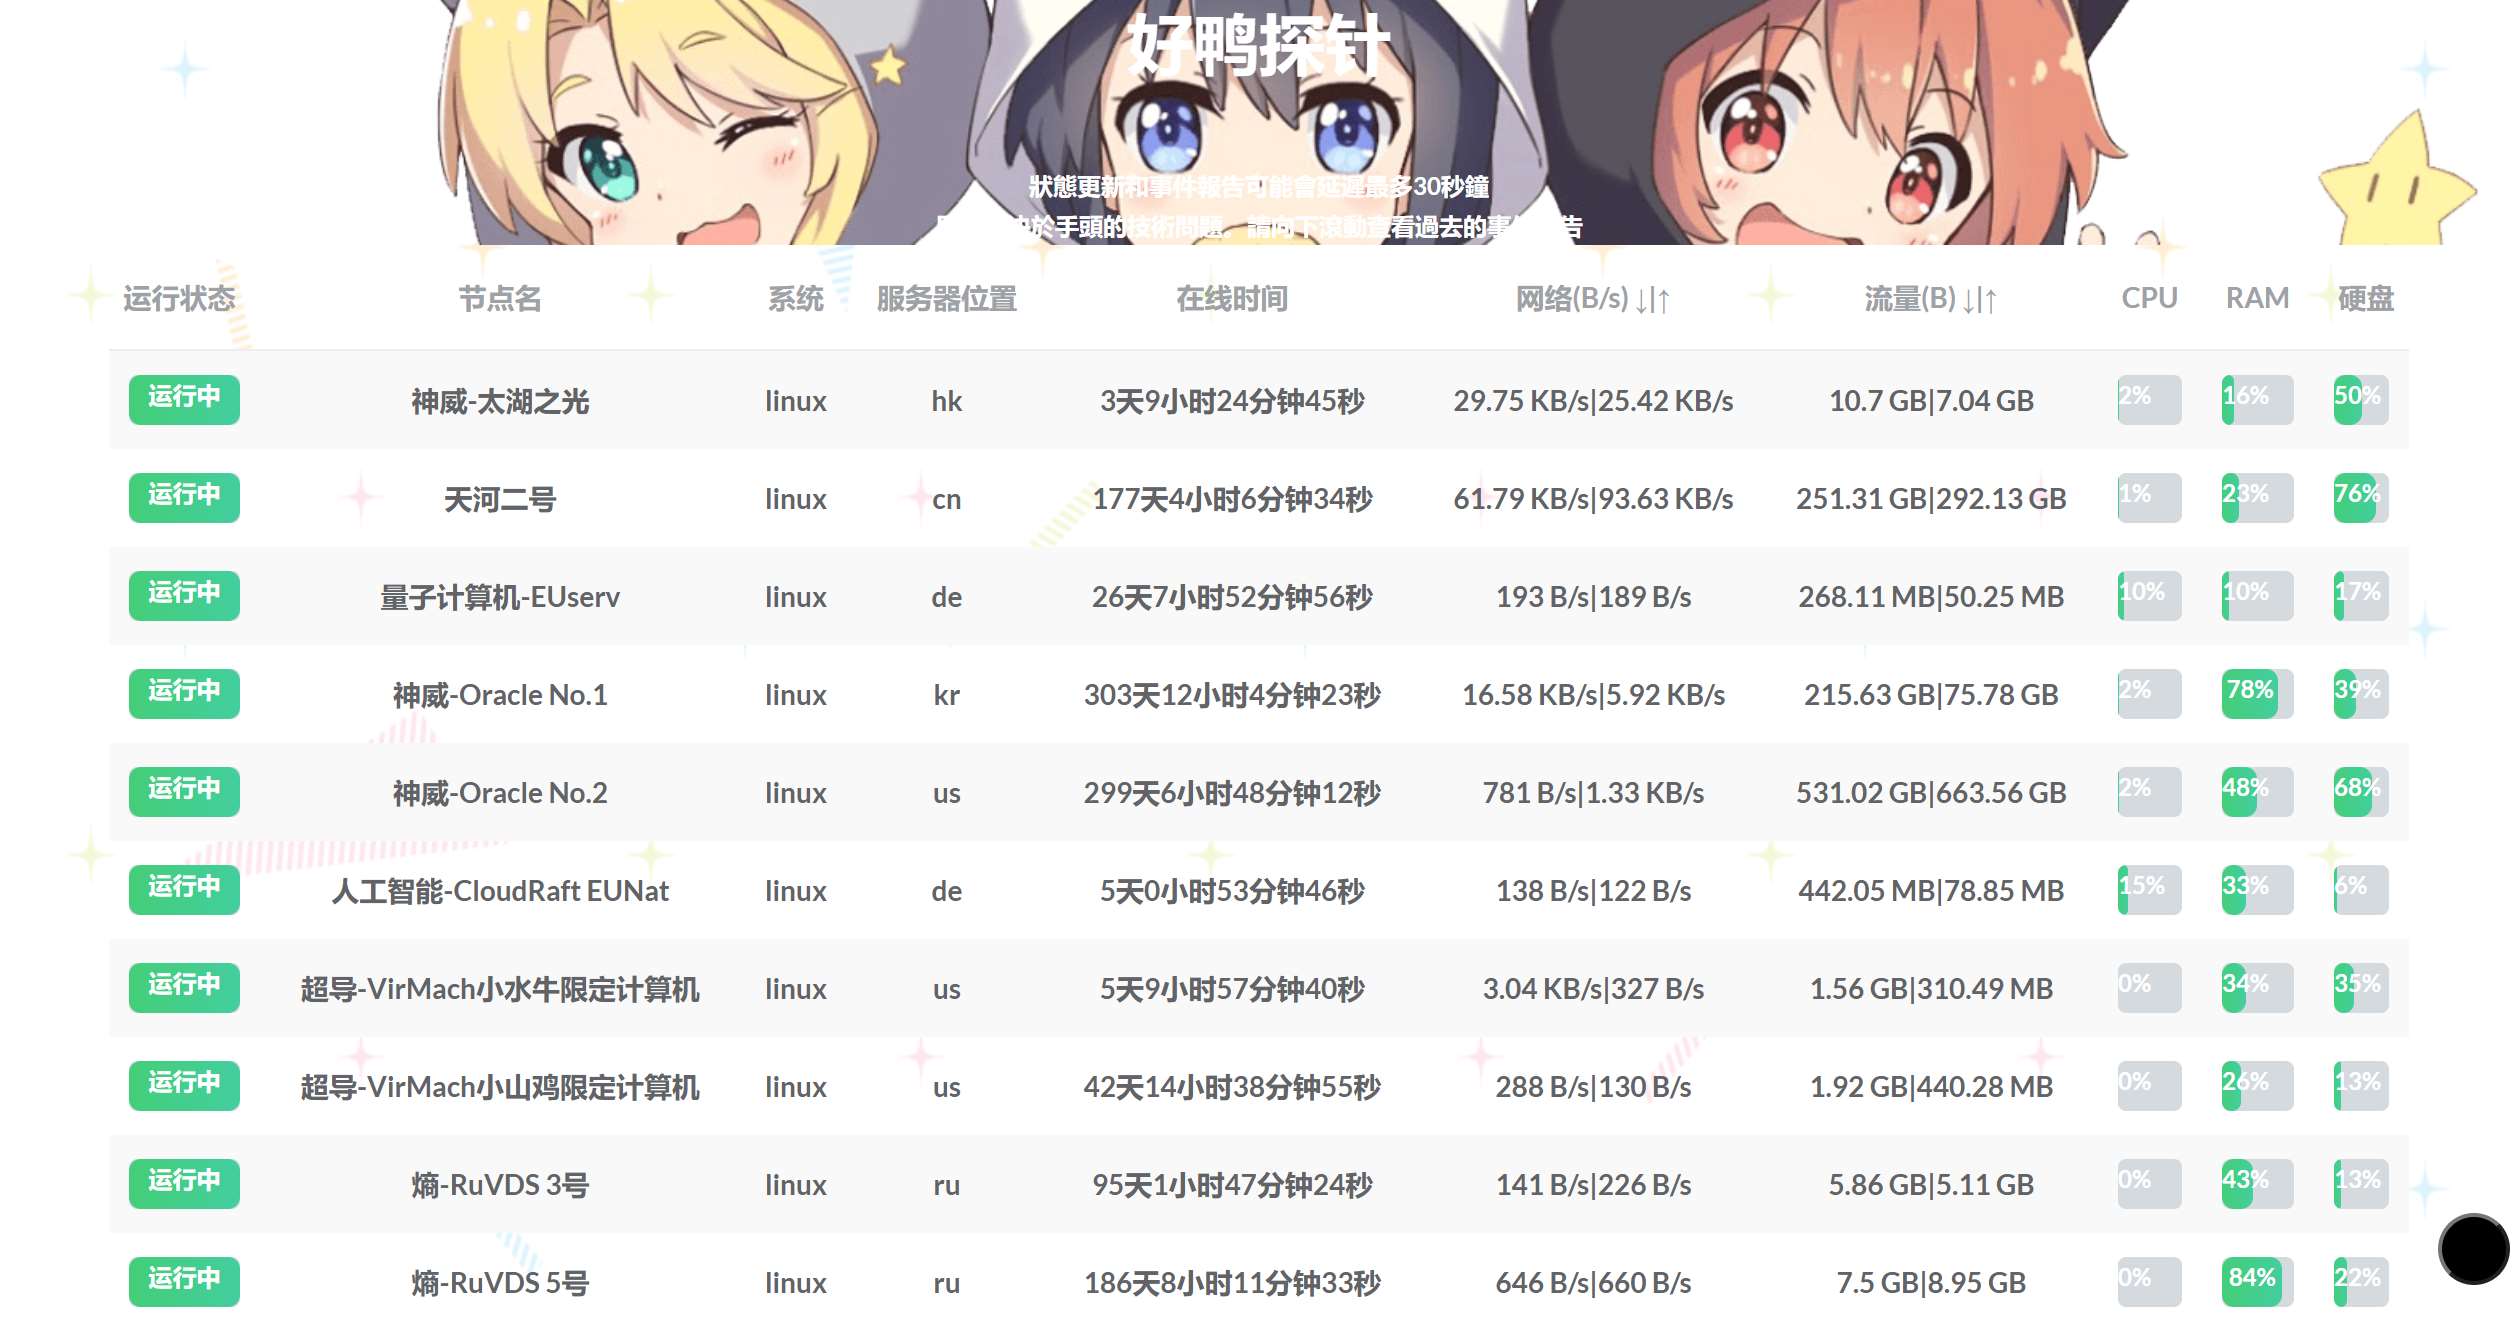 好鸭探针
狀態更新和事件報告可能會延遲最多30秒鐘
於手頭的技術問題。請向下滾動查看過去的事件報告
运行状态 节点名 系统 服务器位置 在线时间 网络(B/s) ↓|↑ 流量(B) ↓|↑ CPU RAM 硬盘
运行中 神威-太湖之光 linux hk 3天9小时24分钟45秒 29.75 KB/s|25.42 KB/s 10.7 GB|7.04 GB 2% 16% 50%
运行中 天河二号 linux cn 177天4小时6分钟34秒 61.79 KB/s|93.63 KB/s 251.31 GB|292.13 GB 1% 23% 76%
运行中 量子计算机-EUserv linux de 26天7小时52分钟56秒 193 B/s|189 B/s 268.11 MB|50.25 MB 10% 10% 17%
运行中 神威-Oracle No.1 linux kr 303天12小时4分钟23秒 16.58 KB/s|5.92 KB/s 215.63 GB|75.78 GB 2% 78% 39%
运行中 神威-Oracle No.2 linux us 299天6小时48分钟12秒 781 B/s|1.33 KB/s 531.02 GB|663.56 GB 2% 48% 68%
运行中 人工智能-CloudRaft EUNat linux de 5天0小时53分钟46秒 138 B/s|122 B/s 442.05 MB|78.85 MB 15% 33% 6%
运行中 超导-VirMach小水牛限定计算机 linux us 5天9小时57分钟40秒 3.04 KB/s|327 B/s 1.56 GB|310.49 MB 0% 34% 35%
运行中 超导-VirMach小山鸡限定计算机 linux us 42天14小时38分钟55秒 288 B/s|130 B/s 1.92 GB|440.28 MB 0% 26% 13%
运行中 熵-RuVDS 3号 linux ru 95天1小时47分钟24秒 141 B/s|226 B/s 5.86 GB|5.11 GB 0% 43% 13%
运行中 熵-RuVDS 5号 linux ru 186天8小时11分钟33秒 646 B/s|660 B/s 7.5 GB|8.95 GB 0% 84% 22%